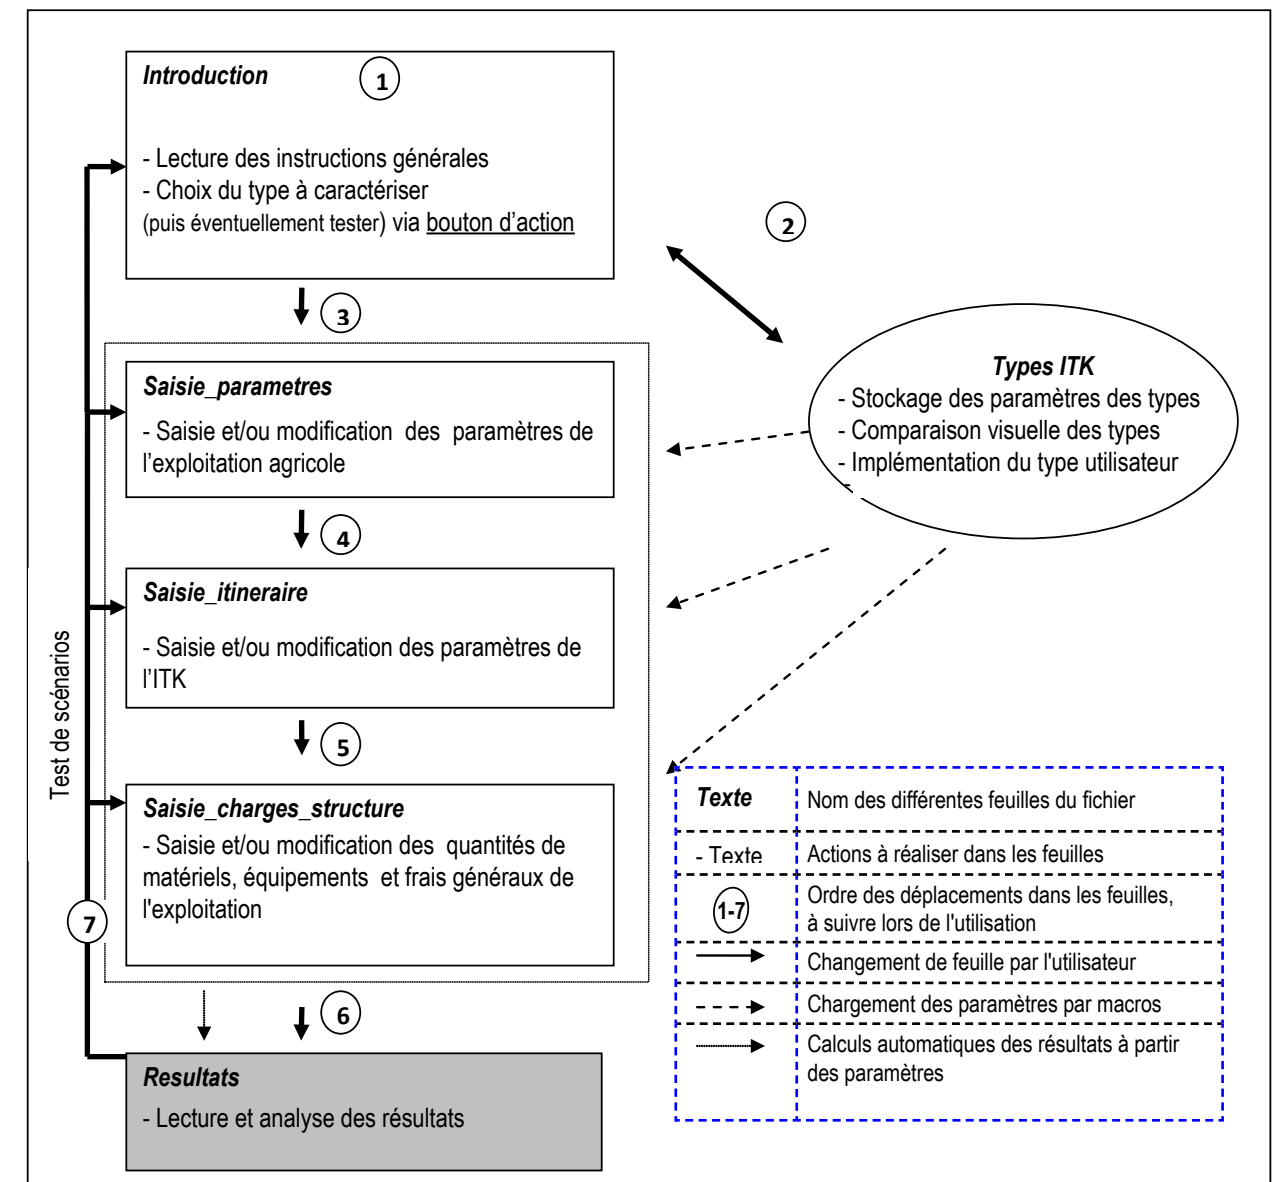 Introduction
1
- Lecture des instructions générales
- Choix du type à caractériser
(puis éventuellement tester) via bouton d'action
2
3
Types ITK
- Stockage des paramètres des types
- Comparaison visuelle des types
- Implémentation du type utilisateur
-
Saisie_parametres
- Saisie et/ou modification des paramètres de
l'exploitation agricole
4
Saisie_itineraire
- Saisie et/ou modification des paramètres de
l'ITK
5
Saisie_charges_structure
- Saisie et/ou modification des quantités de
matériels, équipements et frais généraux de
l'exploitation
Test de scénarios
7
6
Resultats
- Lecture et analyse des résultats
Texte
Nom des différentes feuilles du fichier
- Texte
Actions à réaliser dans les feuilles
1-7
Ordre des déplacements dans les feuilles,
à suivre lors de l'utilisation
Changement de feuille par l'utilisateur
Chargement des paramètres par macros
Calculs automatiques des résultats à partir
des paramètres